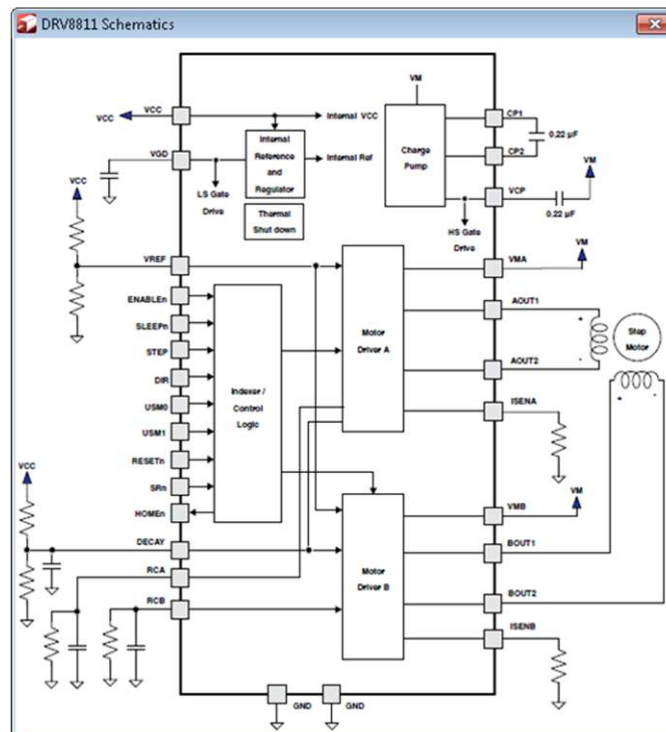 DRV8811 Schematics
VM
VCC
VCC
Internal VCC
CP1
0.22 µF
VGD
Internal
Reference
and
Regulator
Internal Ref
Charge
Pump
CP2
VM
VCC
LS Gate
Drive
VCP
Thermal
Shut down
HS Gate
Drive
0.22 µF
VM
VREF
VMA
ENABLEn
AOUT1
SLEEPn
STEP
Motor
Driver A
+
-
Step
Motor
DIR
Indexer /
Control
Logic
AOUT2
USM0
+
-
ISENA
USM1
RESETn
VCC
SRn
VM
HOMEn
VMB
DECAY
BOUT1
RCA
Motor
Driver B
RCB
BOUT2
ISENB
GND
GND